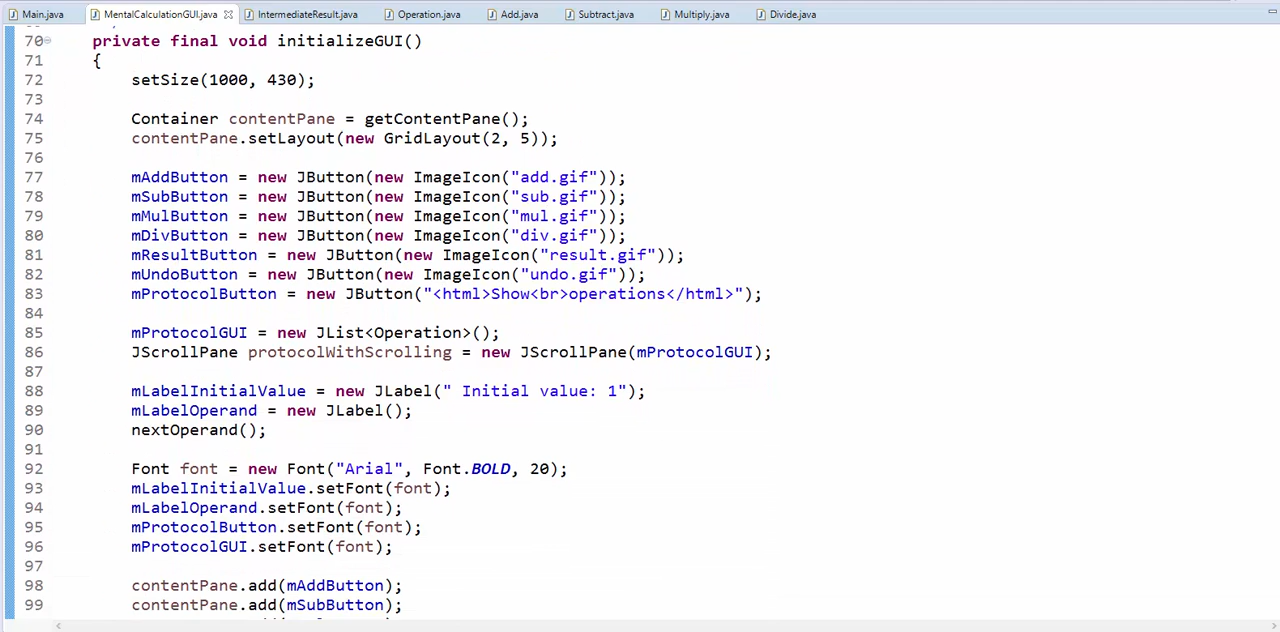 Main.java MentalCalculationGUI.java IntermediateResult.java Operation.java Add.java Subtract.java Multiply.java Divide.java
70 private final void initializeGUI()
71 {
72 setSize(1000, 430);
73
74 Container contentPane = getContentPane();
75 contentPane.setLayout(new GridLayout(2, 5));
76
77 mAddButton = new JButton(new ImageIcon("add.gif"));
78 mSubButton = new JButton(new ImageIcon("sub.gif"));
79 mMulButton = new JButton(new ImageIcon("mul.gif"));
80 mDivButton = new JButton(new ImageIcon("div.gif"));
81 mResultButton = new JButton(new ImageIcon("result.gif"));
82 mUndoButton = new JButton(new ImageIcon("undo.gif"));
83 mProtocolButton = new JButton("<html>Show<br>operations</html>");
84
85 mProtocolGUI = new JList<Operation>();
86 JScrollPane protocolWithScrolling = new JScrollPane(mProtocolGUI);
87
88 mLabelInitialValue = new JLabel(" Initial value: 1");
89 mLabelOperand = new JLabel();
90 nextOperand();
91
92 Font font = new Font("Arial", Font.BOLD, 20);
93 mLabelInitialValue.setFont(font);
94 mLabelOperand.setFont(font);
95 mProtocolButton.setFont(font);
96 mProtocolGUI.setFont(font);
97
98 contentPane.add(mAddButton);
99 contentPane.add(mSubButton);